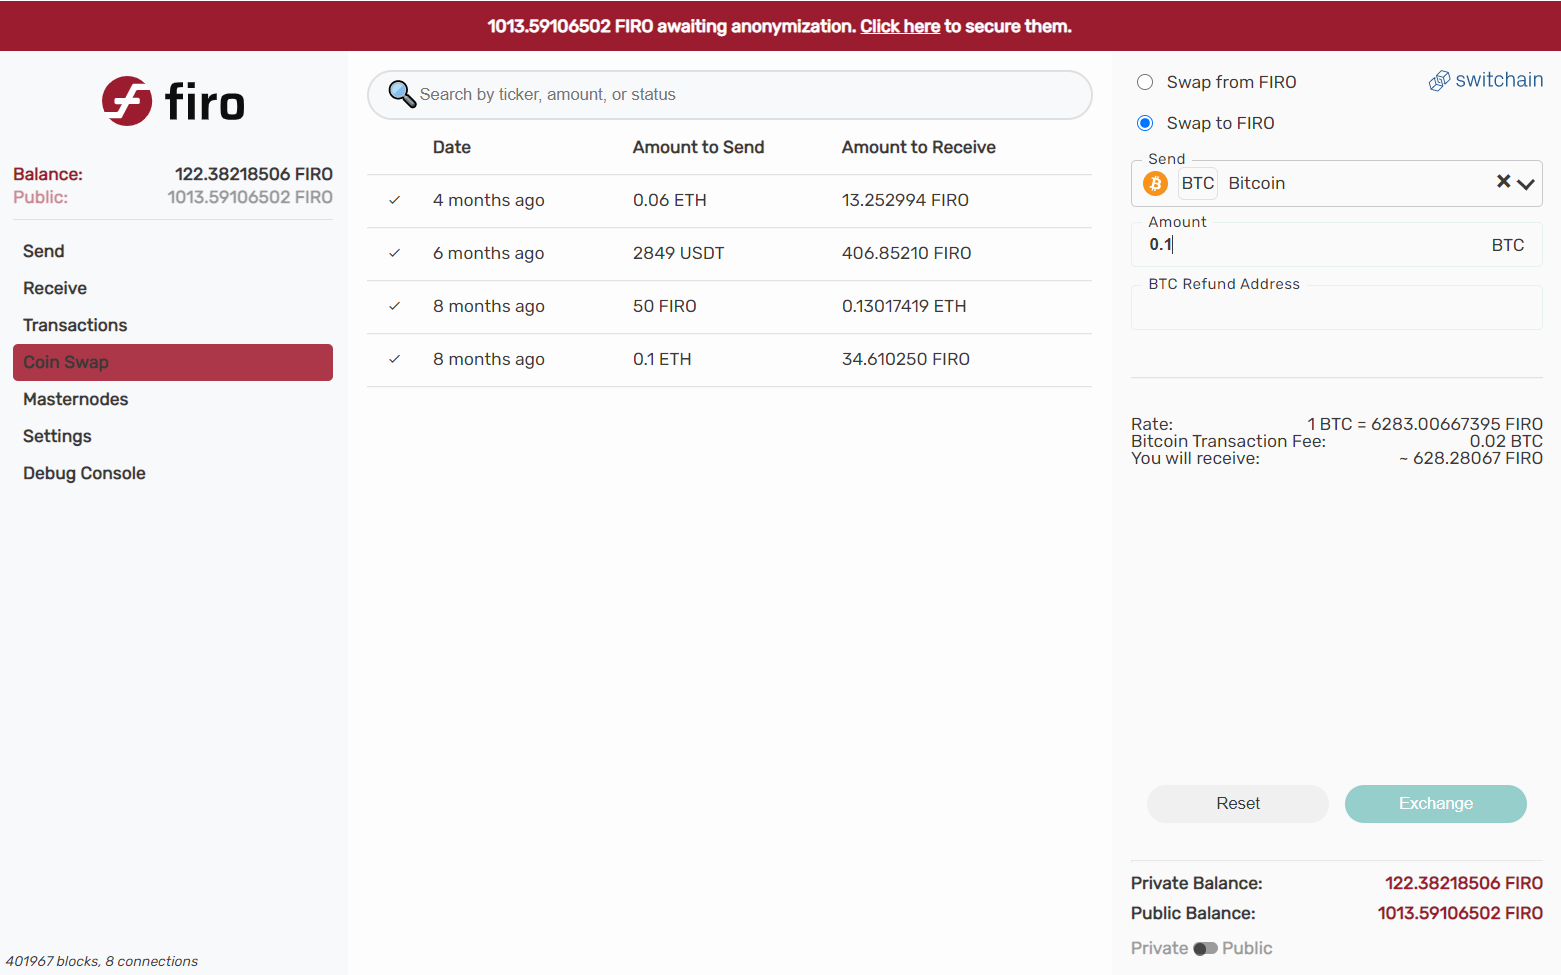 1013.59106502 FIRO awaiting anonymization. Click here to secure them.
firo
Balance: 122.38218506 FIRO
Public: 1013.59106502 FIRO
Send
Receive
Transactions
Coin Swap
Masternodes
Settings
Debug Console
401967 blocks, 8 connections
Search by ticker, amount, or status
Date Amount to Send Amount to Receive
4 months ago 0.06 ETH 13.252994 FIRO
6 months ago 2849 USDT 406.85210 FIRO
8 months ago 50 FIRO 0.13017419 ETH
8 months ago 0.1 ETH 34.610250 FIRO
Swap from FIRO
switchain
Swap to FIRO
Send
BTC Bitcoin
Amount
0.1 BTC
BTC Refund Address
Rate: 1 BTC = 6283.00667395 FIRO
Bitcoin Transaction Fee: 0.02 BTC
You will receive: ~ 628.28067 FIRO
Reset Exchange
Private Balance: 122.38218506 FIRO
Public Balance: 1013.59106502 FIRO
Private Public